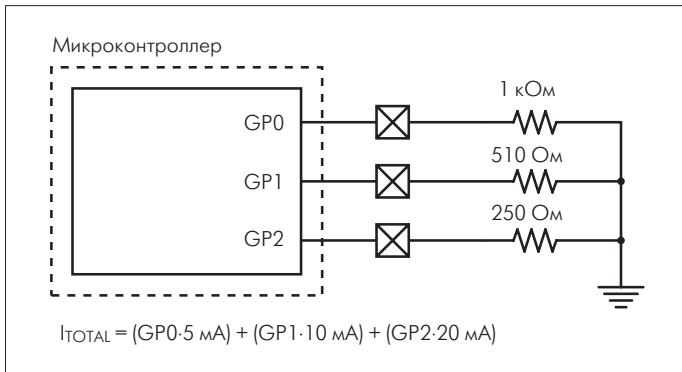 Микроконтроллер
1 кОм
GP0
510 Ом
GP1
250 Ом
GP2
ITOTAL = (GP0·5 мА) + (GP1·10 мА) + (GP2·20 мА)